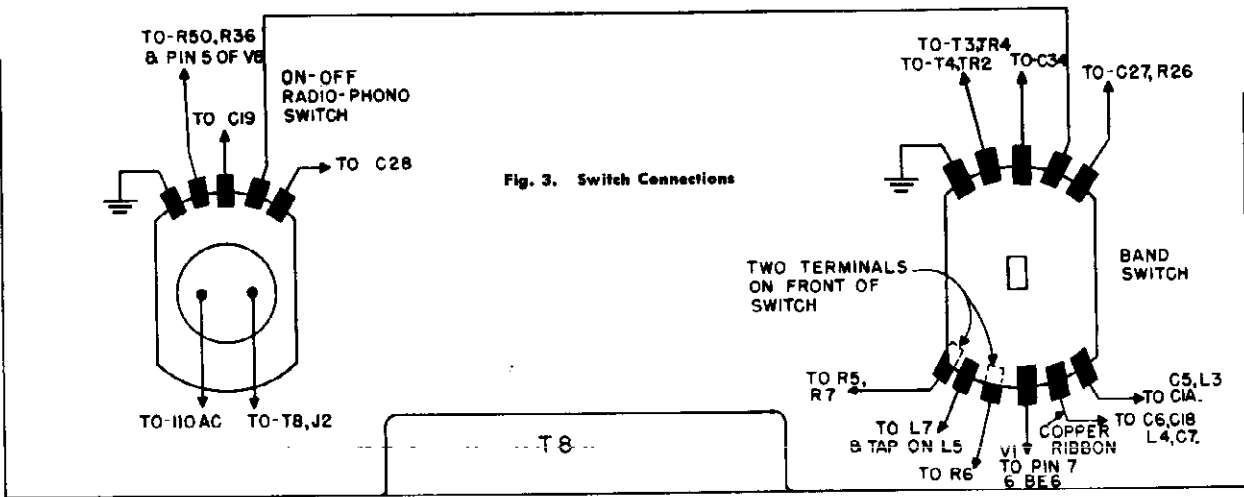 TO-R50,R36
& PIN 5 OF V8
ON-OFF
RADIO-PHONO
SWITCH
TO C19
TO C28
Fig. 3. Switch Connections
TO-T3,TR4
TO-T4,TR2
TO-C34
TO-C27,R26
TWO TERMINALS
ON FRONT OF
SWITCH
BAND
SWITCH
TO-110 AC
TO-T8,J2
T8
TO R5,
R7
TO L7
& TAP ON L5
TO R6
V1
TO PIN 7
6 BE6
COPPER
RIBBON
TO C6,C18
L4,C7.
C5,L3
TO C1A.